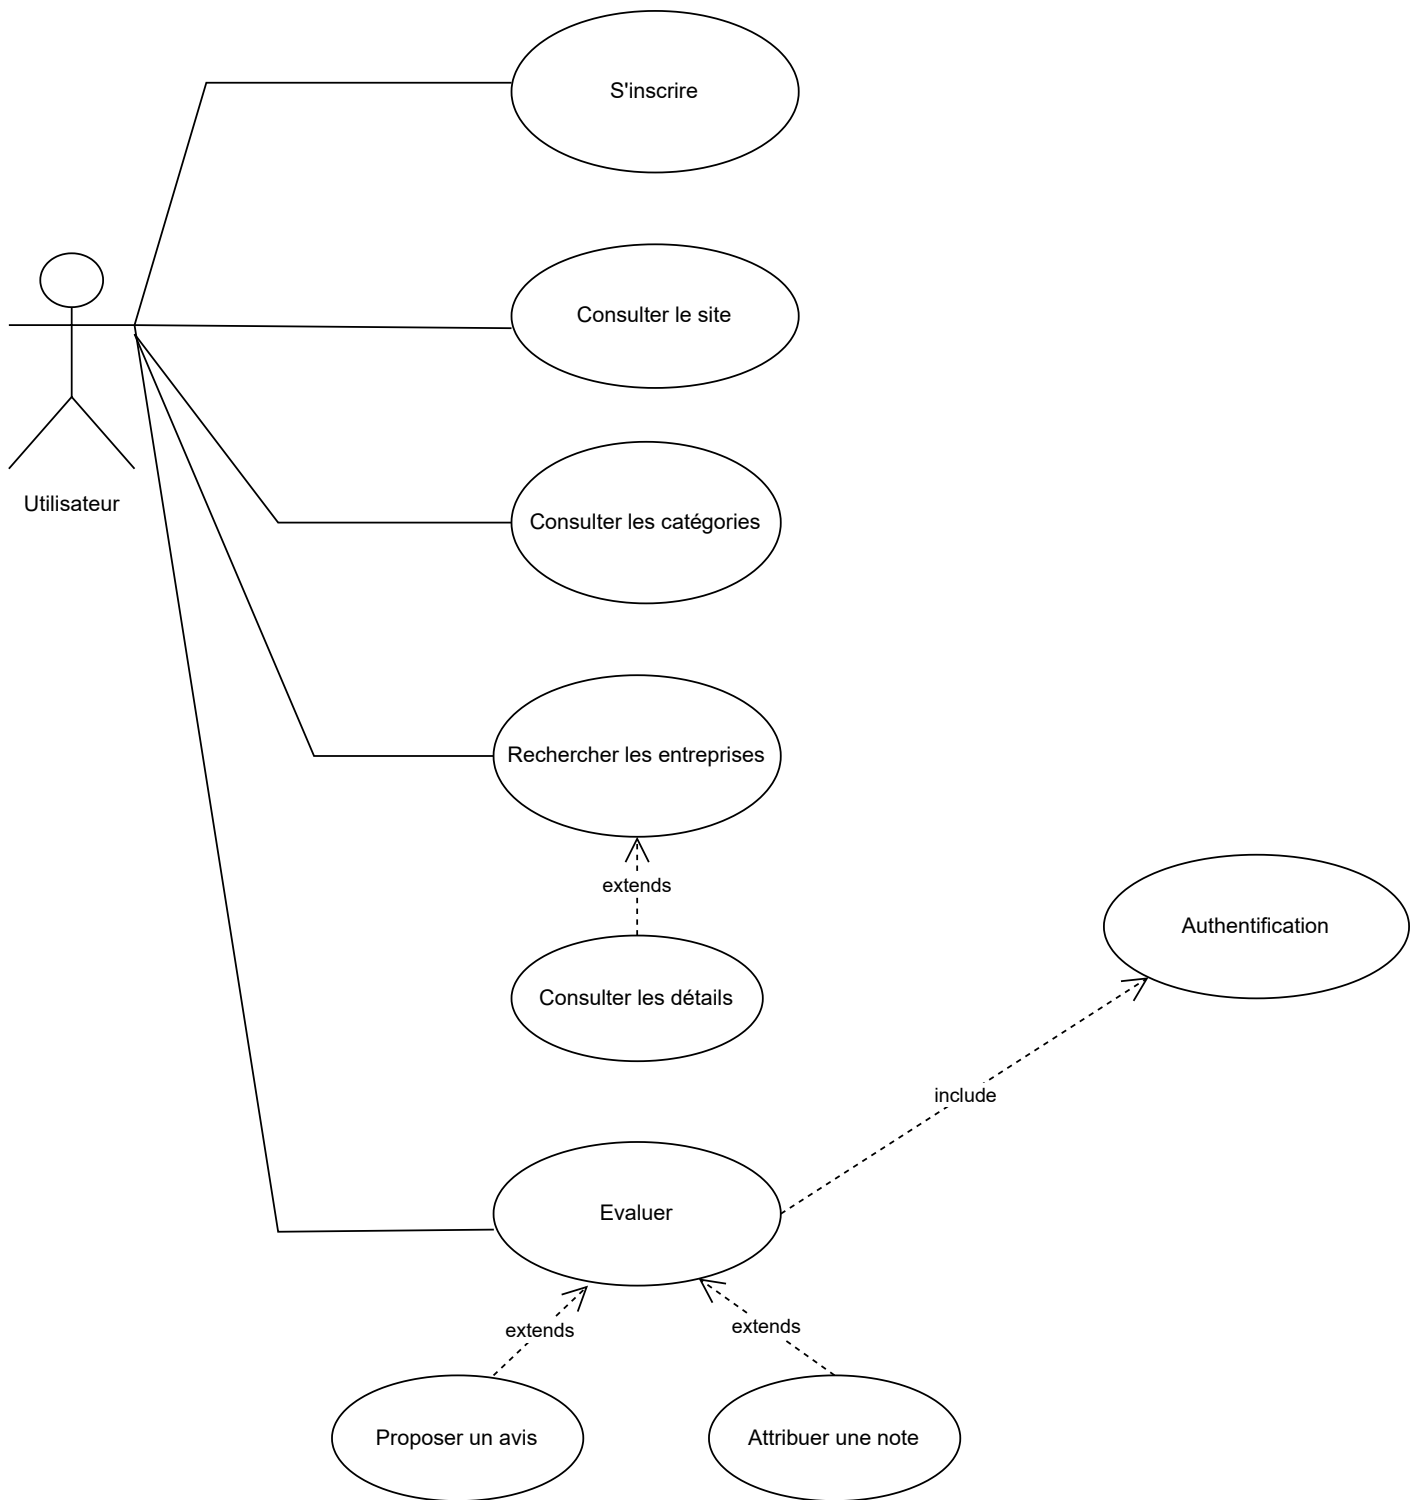 S'inscrire
Consulter le site
Utilisateur
Consulter les catégories
Rechercher les entreprises
extends
Authentification
Consulter les détails
include
Evaluer
extends
extends
Proposer un avis
Attribuer une note